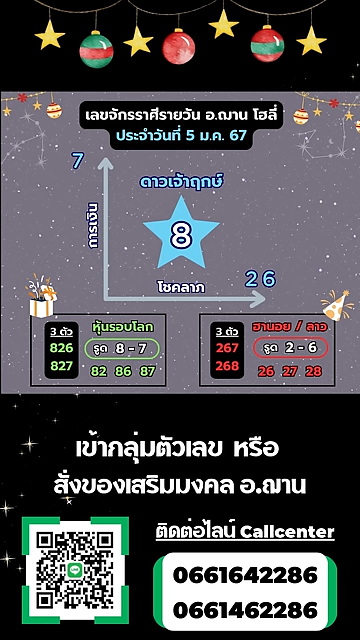 เลขจักรราศีรายวัน อ.ฌาน โฮลี่
ประจำวันที่ 5 ม.ค. 67
7
ดาวเจ้าฤกษ์
การเงิน
8
โชคลาภ
2 6
3 ตัว
826
827
หุ้นรอบโลก
รูด 8 - 7
82 86 87
3 ตัว
267
268
ฮานอย / ลาว
รูด 2 - 6
26 27 28
เข้ากลุ่มตัวเลข หรือ
สั่งของเสริมมงคล อ.ฌาน
ติดต่อไลน์ Callcenter
0661642286
0661462286
LINE